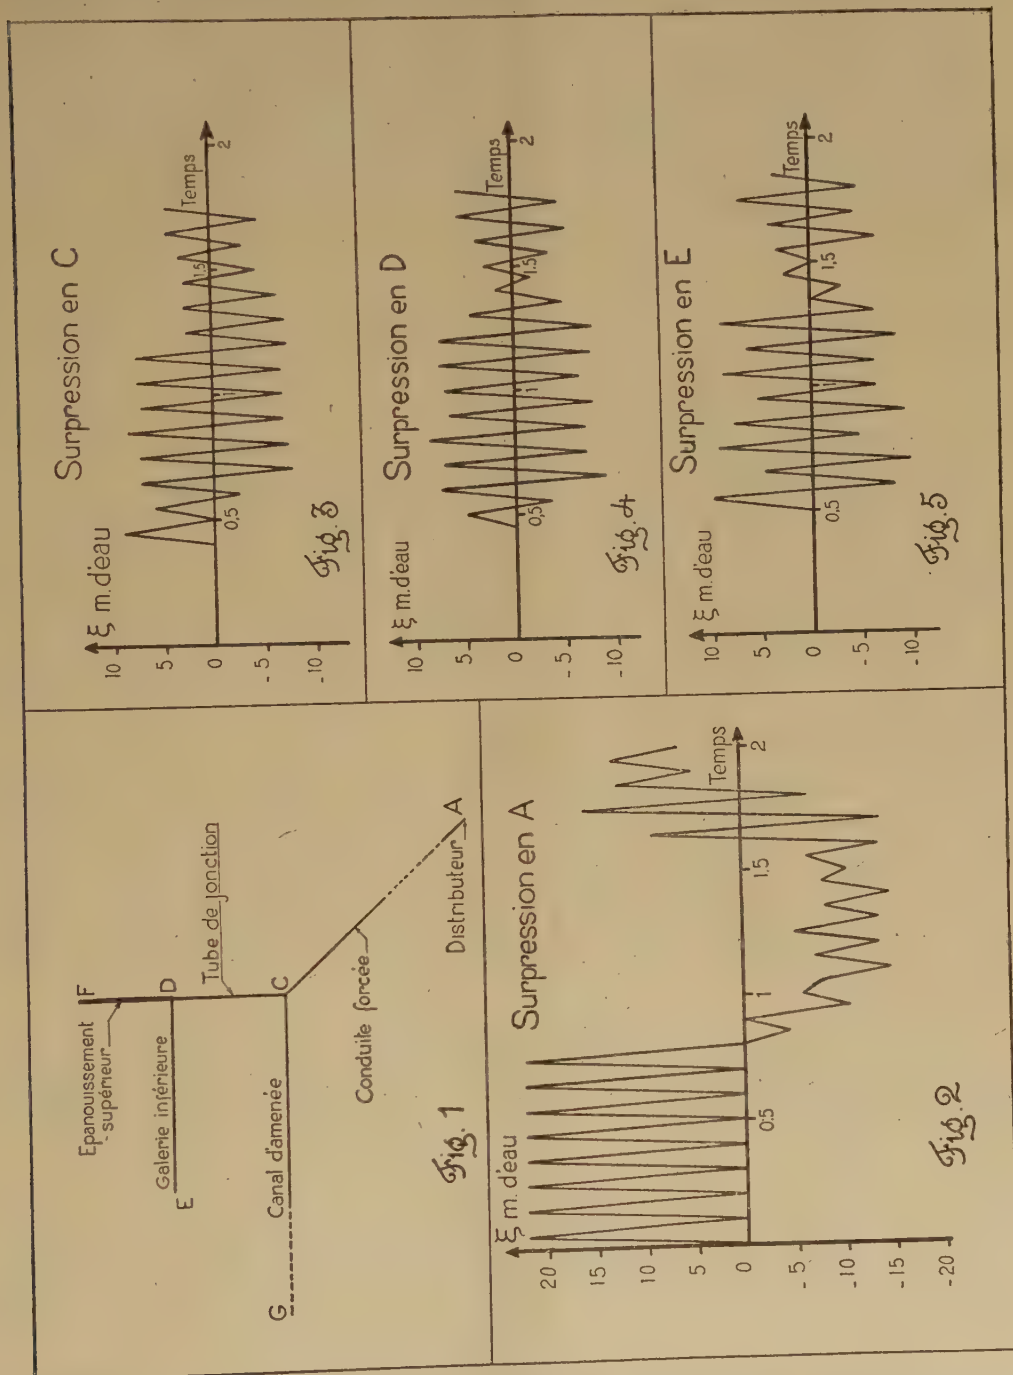 Epanouissement
supérieur
F
Galerie inférieure
D
E
Tube de jonction
G
Canal d'amenée
C
Conduite forcée
Distributeur
A
Fig. 1
ξ m. d'eau
Surpression en A
20
15
10
5
0
-5
-10
-15
-20
0.5
1
1.5
2
Temps
Fig. 2
ξ m.d'eau
Surpression en C
10
5
0
-5
-10
0,5
1
1.5
2
Temps
Fig. 3
ξ m.d'eau
Surpression en D
10
5
0
-5
-10
0,5
1
1.5
2
Temps
Fig. 4
ξ m.d'eau
Surpression en E
10
5
0
-5
-10
0.5
1
1,5
2
Temps
Fig. 5